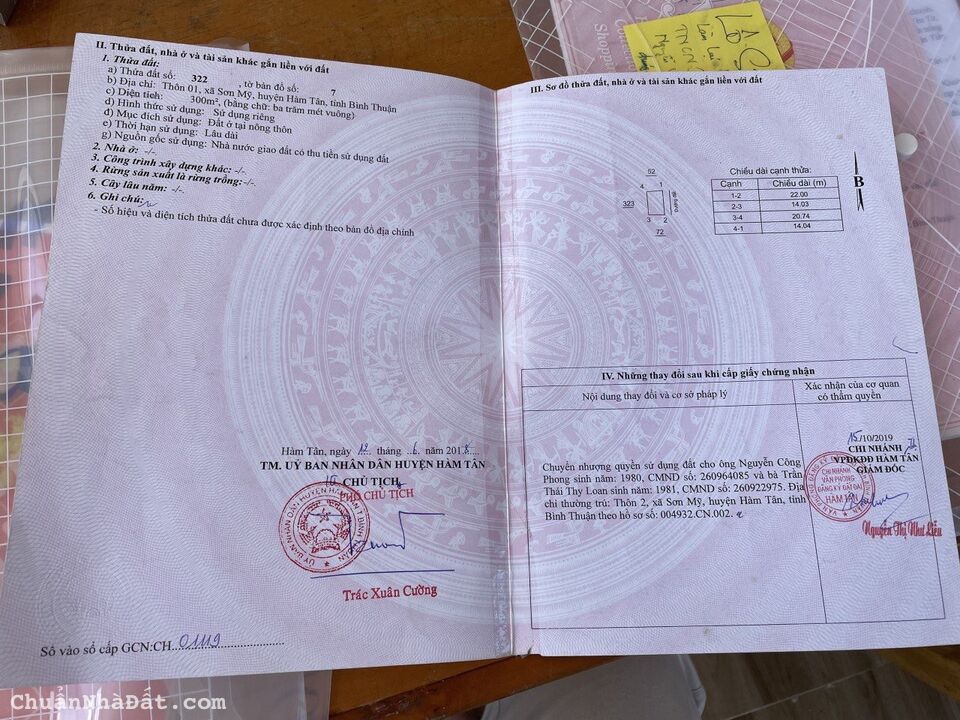 II. Thửa đất, nhà ở và tài sản khác gắn liền với đất
1. Thửa đất:
a) Thửa đất số: 322 , tờ bản đồ số: 7
b) Địa chỉ: Thôn 01, xã Sơn Mỹ, huyện Hàm Tân, tỉnh Bình Thuận
c) Diện tích: 300m², (bằng chữ: ba trăm mét vuông)
d) Hình thức sử dụng: Sử dụng riêng
đ) Mục đích sử dụng: Đất ở tại nông thôn
e) Thời hạn sử dụng: Lâu dài
g) Nguồn gốc sử dụng: Nhà nước giao đất có thu tiền sử dụng đất
2. Nhà ở: -/-
3. Công trình xây dựng khác: -/-
4. Rừng sản xuất là rừng trồng: -/-
5. Cây lâu năm: -/-
6. Ghi chú:
- Số hiệu và diện tích thửa đất chưa được xác định theo bản đồ địa chính
Hàm Tân, ngày 12 tháng 6 năm 2018
TM. UỶ BAN NHÂN DÂN HUYỆN HÀM TÂN
CHỦ TỊCH
PHÓ CHỦ TỊCH
Trác Xuân Cường
Số vào sổ cấp GCN:CH 01119
III. Sơ đồ thửa đất, nhà ở và tài sản khác gắn liền với đất
52
4 1
323
3 2
72
Chiều dài cạnh thửa:
Cạnh Chiều dài (m)
1-2 22.00
2-3 14.03
3-4 20.74
4-1 14.04
B
IV. Những thay đổi sau khi cấp giấy chứng nhận
Nội dung thay đổi và cơ sở pháp lý
Xác nhận của cơ quan
có thẩm quyền
Chuyển nhượng quyền sử dụng đất cho ông Nguyễn Công
Phong sinh năm: 1980, CMND số: 260964085 và bà Trần
Thái Thy Loan sinh năm: 1981, CMND số: 260922975. Địa
chỉ thường trú: Thôn 2, xã Sơn Mỹ, huyện Hàm Tân, tỉnh
Bình Thuận theo hồ sơ số: 004932.CN.002.
15/10/2019
CHI NHÁNH
VPĐKĐĐ HÀM TÂN
GIÁM ĐỐC
CHI NHÁNH
VĂN PHÒNG
ĐĂNG KÝ ĐẤT ĐAI
HÀM TÂN
Nguyễn Thị Như Liễu
ChuẩnNhàĐất.com